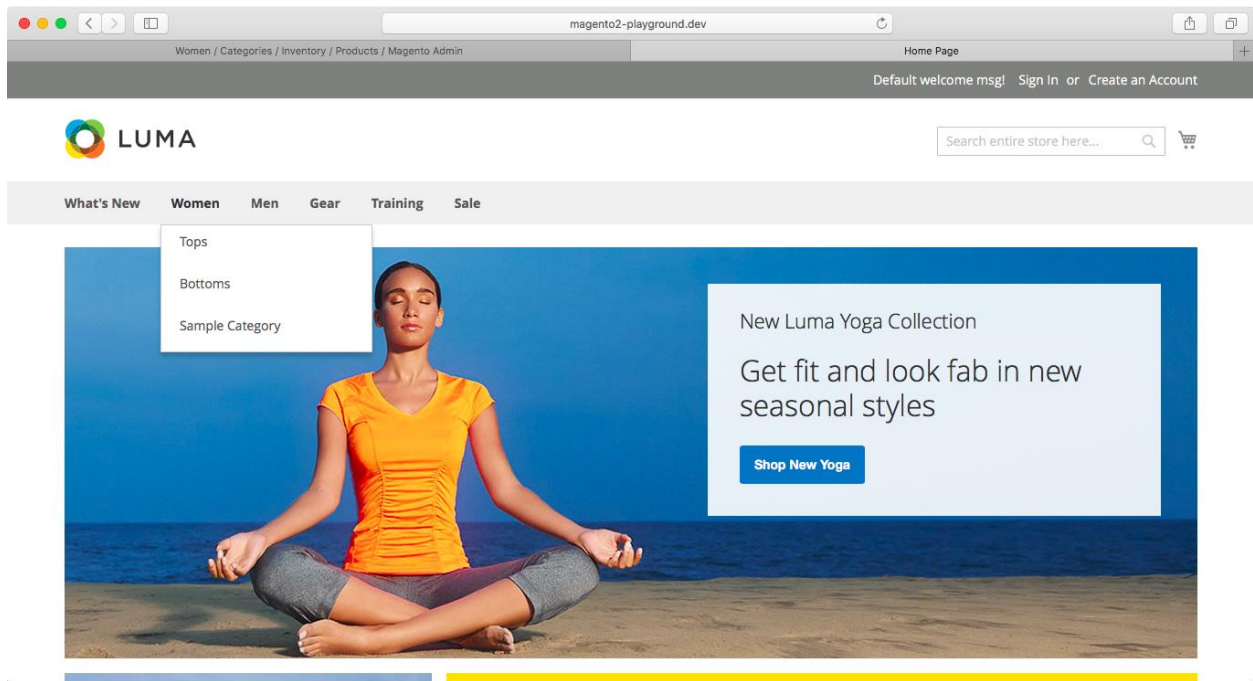 magento2-playground.dev
Women / Categories / Inventory / Products / Magento Admin
Home Page
Default welcome msg! Sign In or Create an Account
LUMA
Search entire store here...
What's New Women Men Gear Training Sale
Tops
Bottoms
Sample Category
New Luma Yoga Collection
Get fit and look fab in new
seasonal styles
Shop New Yoga